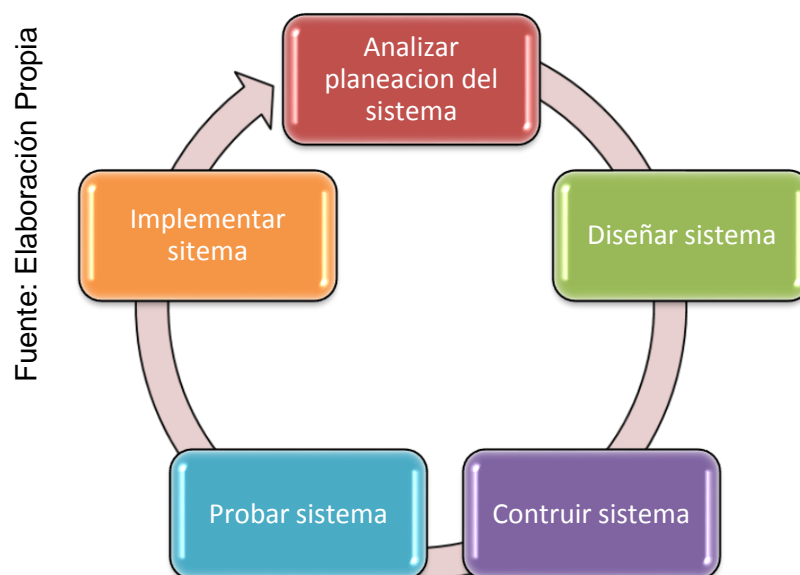 Fuente: Elaboración Propia
Analizar
planeacion del
sistema
Implementar
sitema
Diseñar sistema
Probar sistema
Contruir sistema